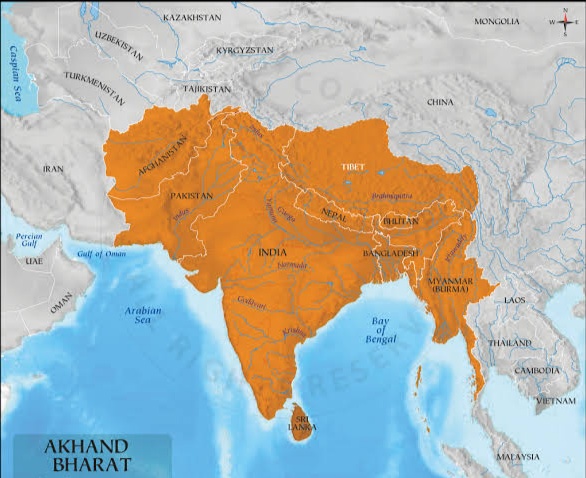 KAZAKHSTAN
MONGOLIA
W E
UZBEKISTAN
KYRGYZSTAN
Caspian Sea
TURKMENISTAN
TAJIKISTAN
CHINA
AFGHANISTAN
Indus
IRAN
TIBET
PAKISTAN
Brahmaputra
Indus
Yamuna
Ganga
NEPAL
BHUTAN
Persian
Gulf
UAE
Gulf of Oman
INDIA
BANGLADESH
Irrawaddy
Narmada
MYANMAR
(BURMA)
OMAN
Arabian
Sea
Godavari
Krishna
Bay
of
Bengal
LAOS
THAILAND
CAMBODIA
VIETNAM
SRI
LANKA
AKHAND
BHARAT
MALAYSIA